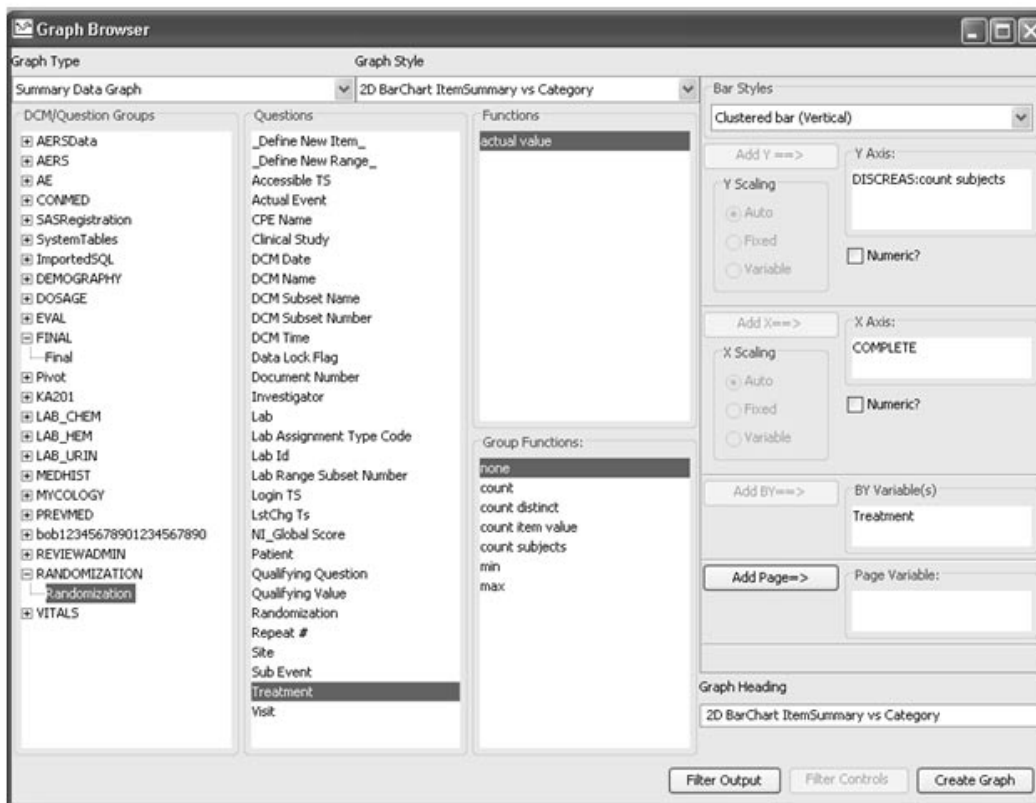 Graph Browser
Graph Type
Graph Style
Summary Data Graph
2D BarChart ItemSummary vs Category
DCM/Question Groups
AERSData
AERS
AE
CONMED
SASRegistration
SystemTables
ImportedSQL
DEMOGRAPHY
DOSAGE
EVAL
FINAL
Final
Pivot
KA201
LAB_CHEM
LAB_HEM
LAB_URIN
MEDHIST
MYCOLOGY
PREVMED
bob12345678901234567890
REVIEWADMIN
RANDOMIZATION
Randomization
VITALS
Questions
_Define New Item_
_Define New Range_
Accessible TS
Actual Event
CPE Name
Clinical Study
DCM Date
DCM Name
DCM Subset Name
DCM Subset Number
DCM Time
Data Lock Flag
Document Number
Investigator
Lab
Lab Assignment Type Code
Lab Id
Lab Range Subset Number
Login TS
LstChg Ts
NI_Global Score
Patient
Qualifying Question
Qualifying Value
Randomization
Repeat #
Site
Sub Event
Treatment
Visit
Functions
actual value
Group Functions:
none
count
count distinct
count item value
count subjects
min
max
Bar Styles
Clustered bar (Vertical)
Add Y ==>
Y Axis:
DISCREAS:count subjects
Y Scaling
Auto
Fixed
Variable
Numeric?
Add X==>
X Axis:
COMPLETE
X Scaling
Auto
Fixed
Variable
Numeric?
Add BY==>
BY Variable(s)
Treatment
Add Page=>
Page Variable:
Graph Heading
2D BarChart ItemSummary vs Category
Filter Output
Filter Controls
Create Graph